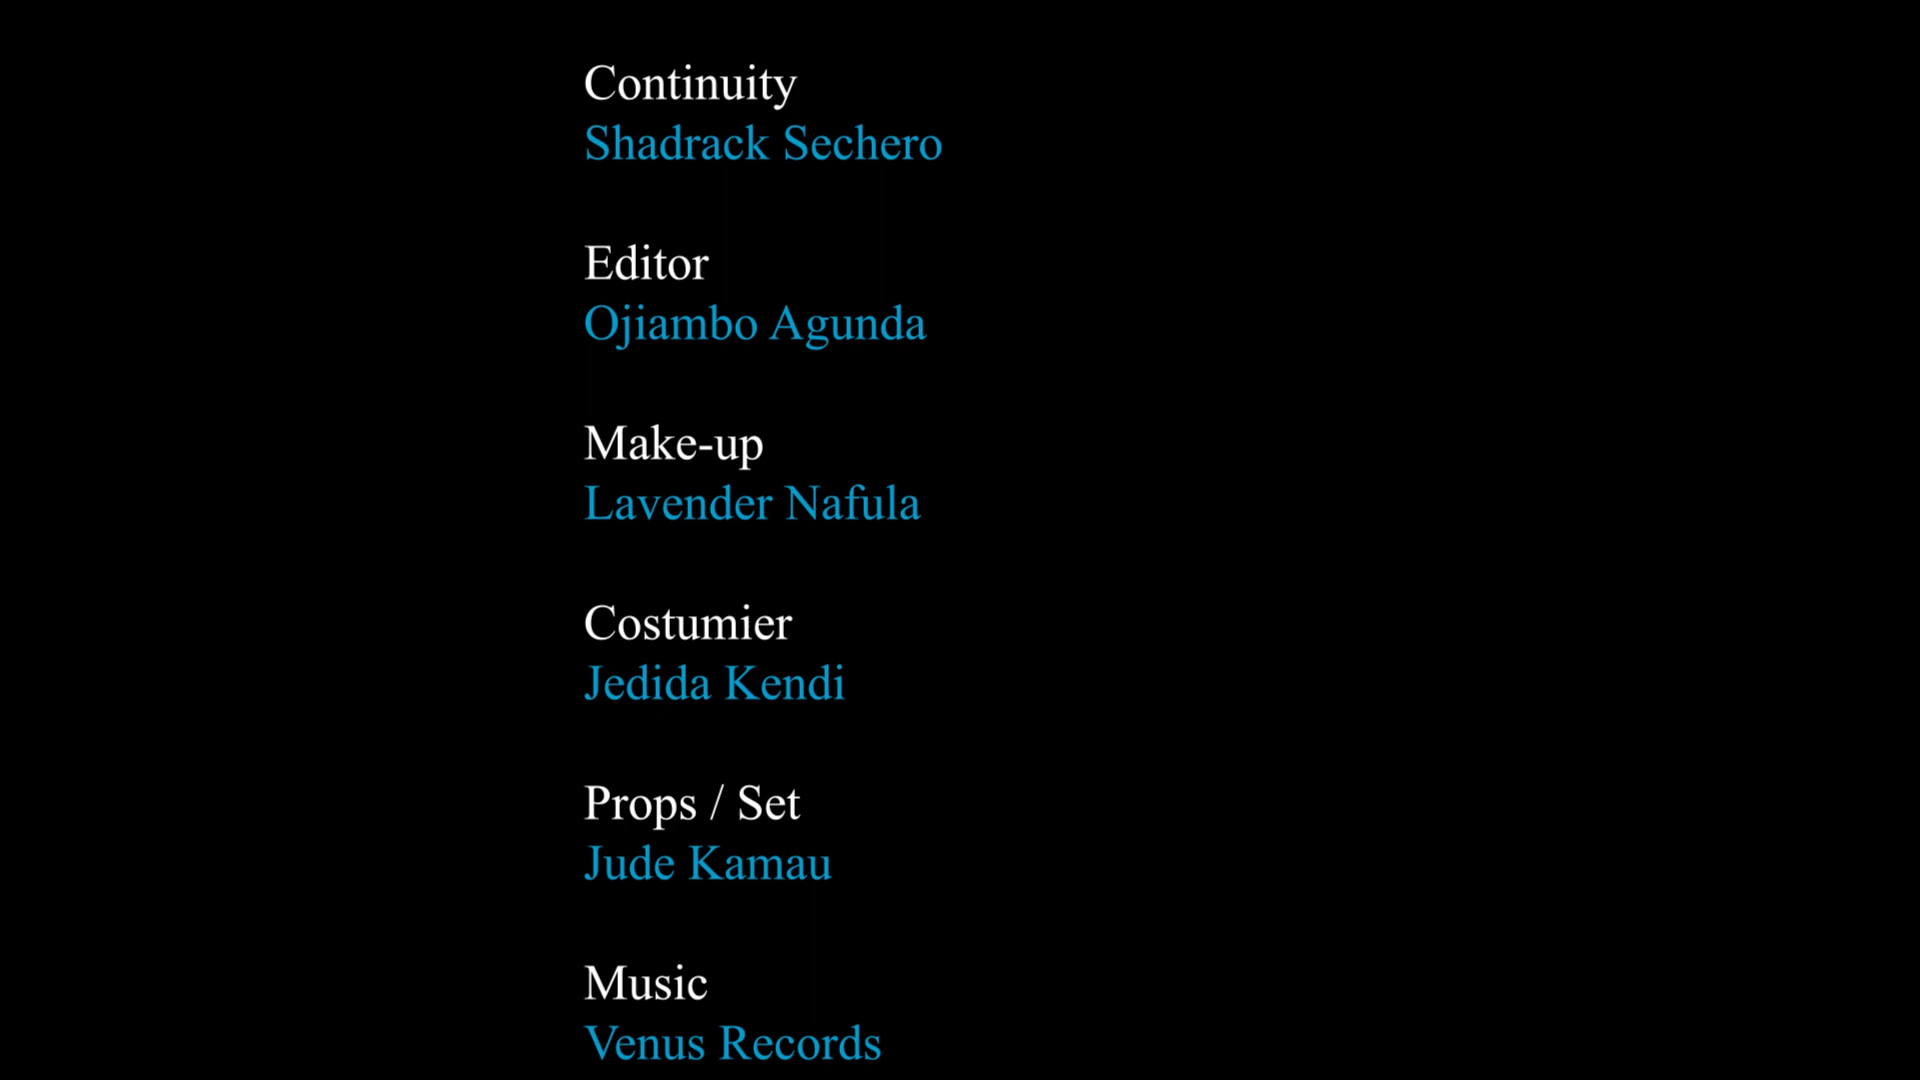 Continuity
Shadrack Sechero
Editor
Ojiambo Agunda
Make-up
Lavender Nafula
Costumier
Jedida Kendi
Props / Set
Jude Kamau
Music
Venus Records